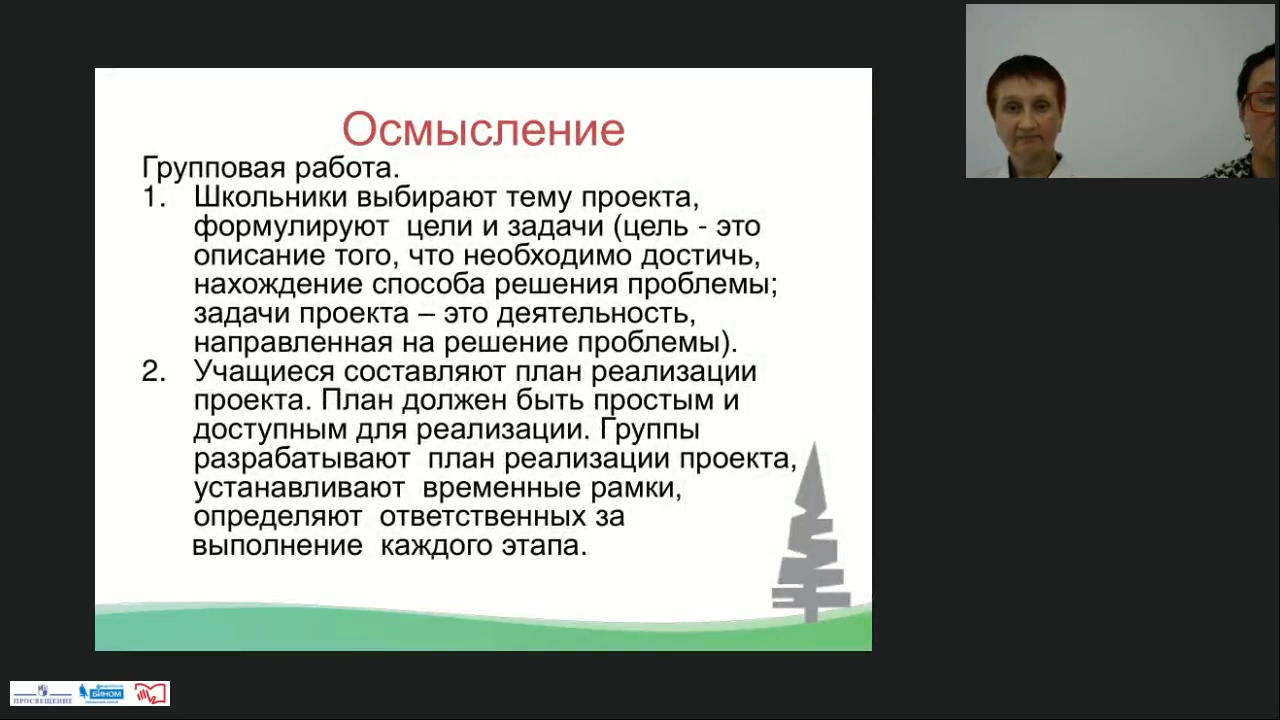 Осмысление
Групповая работа.
1. Школьники выбирают тему проекта,
формулируют цели и задачи (цель - это
описание того, что необходимо достичь,
нахождение способа решения проблемы;
задачи проекта – это деятельность,
направленная на решение проблемы).
2. Учащиеся составляют план реализации
проекта. План должен быть простым и
доступным для реализации. Группы
разрабатывают план реализации проекта,
устанавливают временные рамки,
определяют ответственных за
выполнение каждого этапа.
ПРОСВЕЩЕНИЕ
БИНОМ